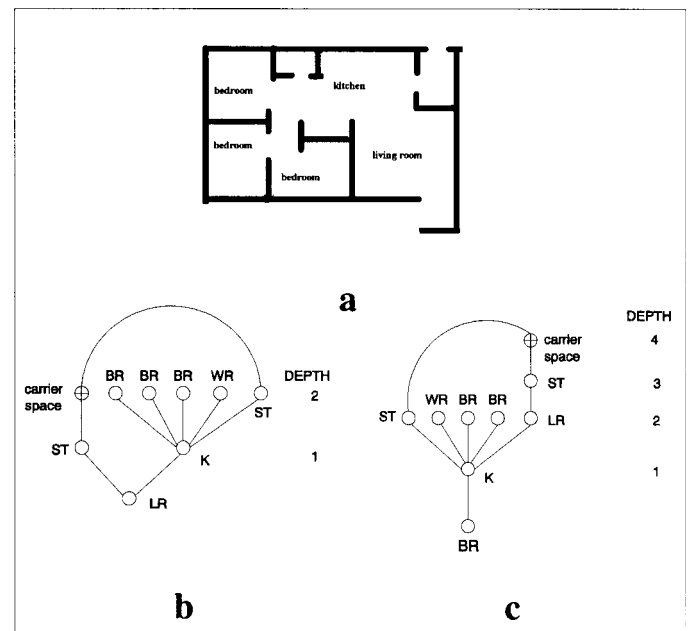 bedroom
kitchen
bedroom
living room
bedroom
a
BR BR BR WR DEPTH
carrier
space
2
ST
ST
K
1
LR
b
DEPTH
carrier
space
4
ST
3
WR BR BR
ST
LR
2
K
1
BR
c